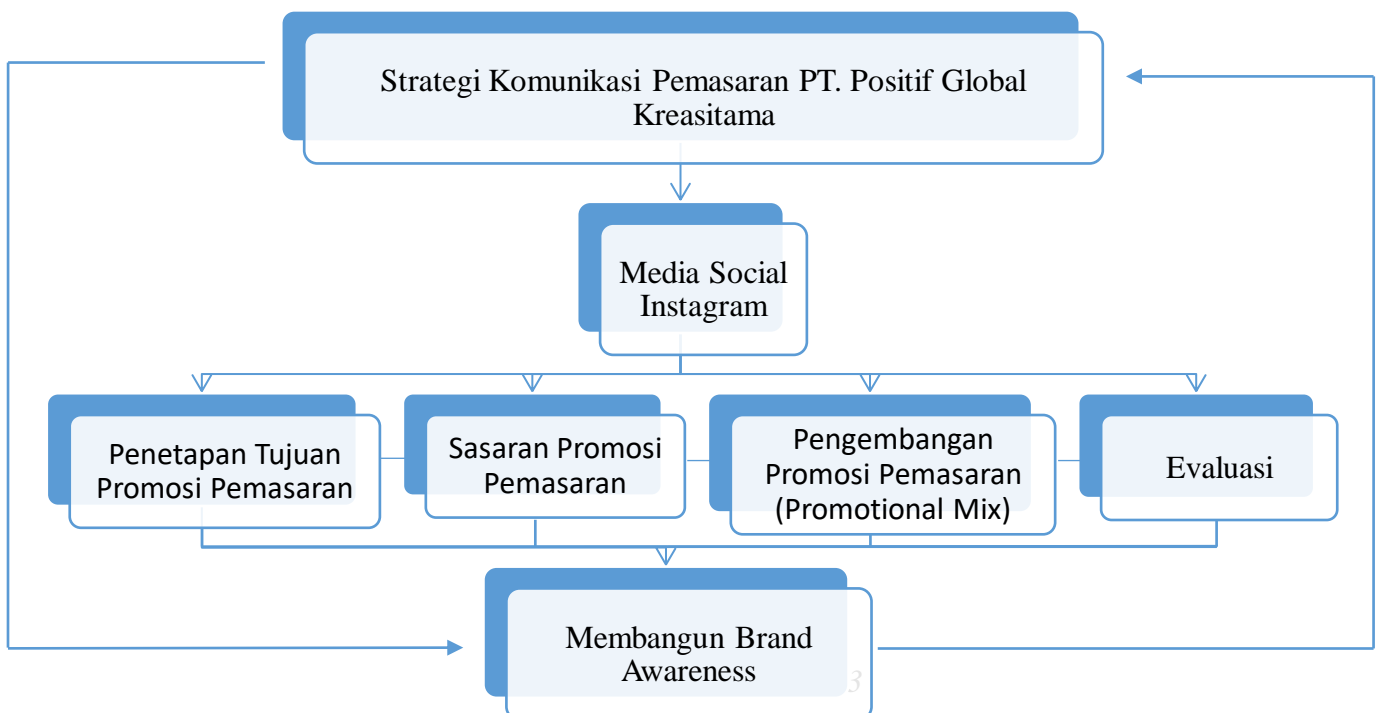 Strategi Komunikasi Pemasaran PT. Positif Global
Kreasitama
Media Social
Instagram
Penetapan Tujuan
Promosi Pemasaran
Sasaran Promosi
Pemasaran
Pengembangan
Promosi Pemasaran
(Promotional Mix)
Evaluasi
Membangun Brand
Awareness
3